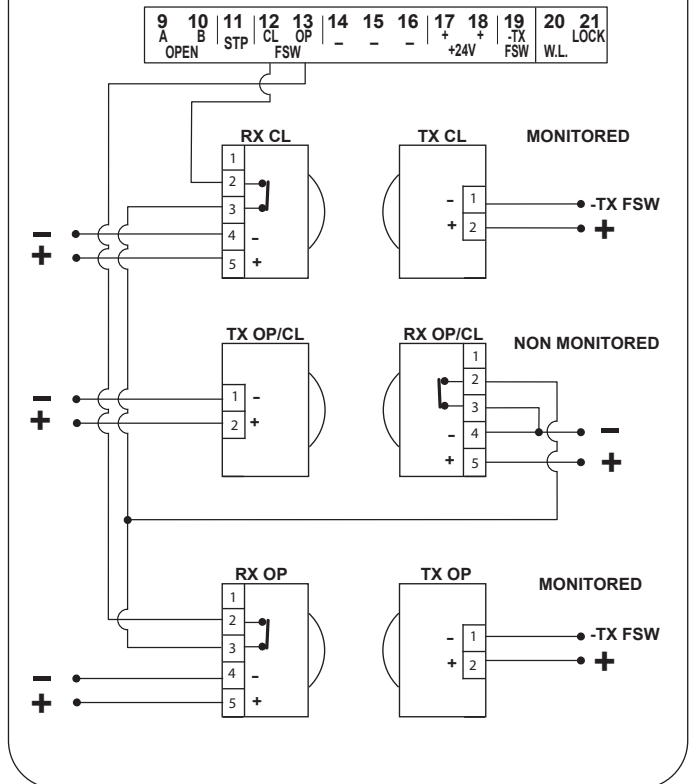 9 10 11 12 13 14 15 16 17 18 19 20 21
A B STP CL OP – – – + + -TX W.L. LOCK
OPEN FSW +24V FSW
RX CL TX CL MONITORED
1
2
3
4 –
5 +
– 1 -TX FSW
+ 2 +
–
+
TX OP/CL RX OP/CL NON MONITORED
1 –
2 +
–
+
1
2
3
– 4 –
+ 5 +
RX OP TX OP MONITORED
1
2
3
4 –
5 +
– 1 -TX FSW
+ 2 +
–
+